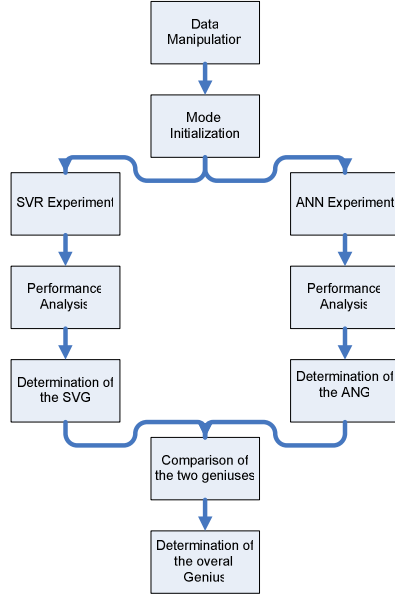 Data
Manipulation
Mode
Initialization
SVR Experiment
ANN Experiment
Performance
Analysis
Performance
Analysis
Determination of
the SVG
Determination of
the ANG
Comparison of
the two geniuses
Determination of
the overal
Genius